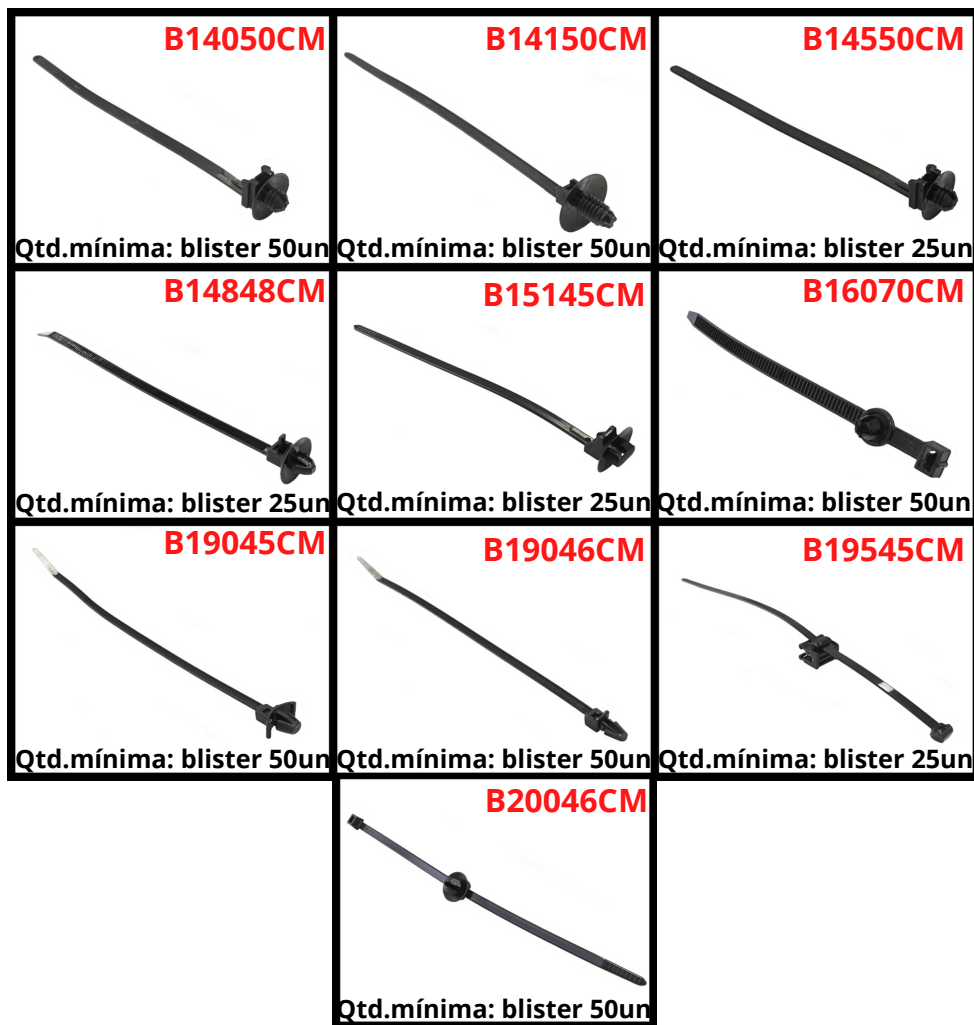 B14050CM
Qtd.mínima: blister 50un
B14150CM
Qtd.mínima: blister 50un
B14550CM
Qtd.mínima: blister 25un
B14848CM
Qtd.mínima: blister 25un
B15145CM
Qtd.mínima: blister 25un
B16070CM
Qtd.mínima: blister 50un
B19045CM
Qtd.mínima: blister 50un
B19046CM
Qtd.mínima: blister 50un
B19545CM
Qtd.mínima: blister 25un
B20046CM
Qtd.mínima: blister 50un